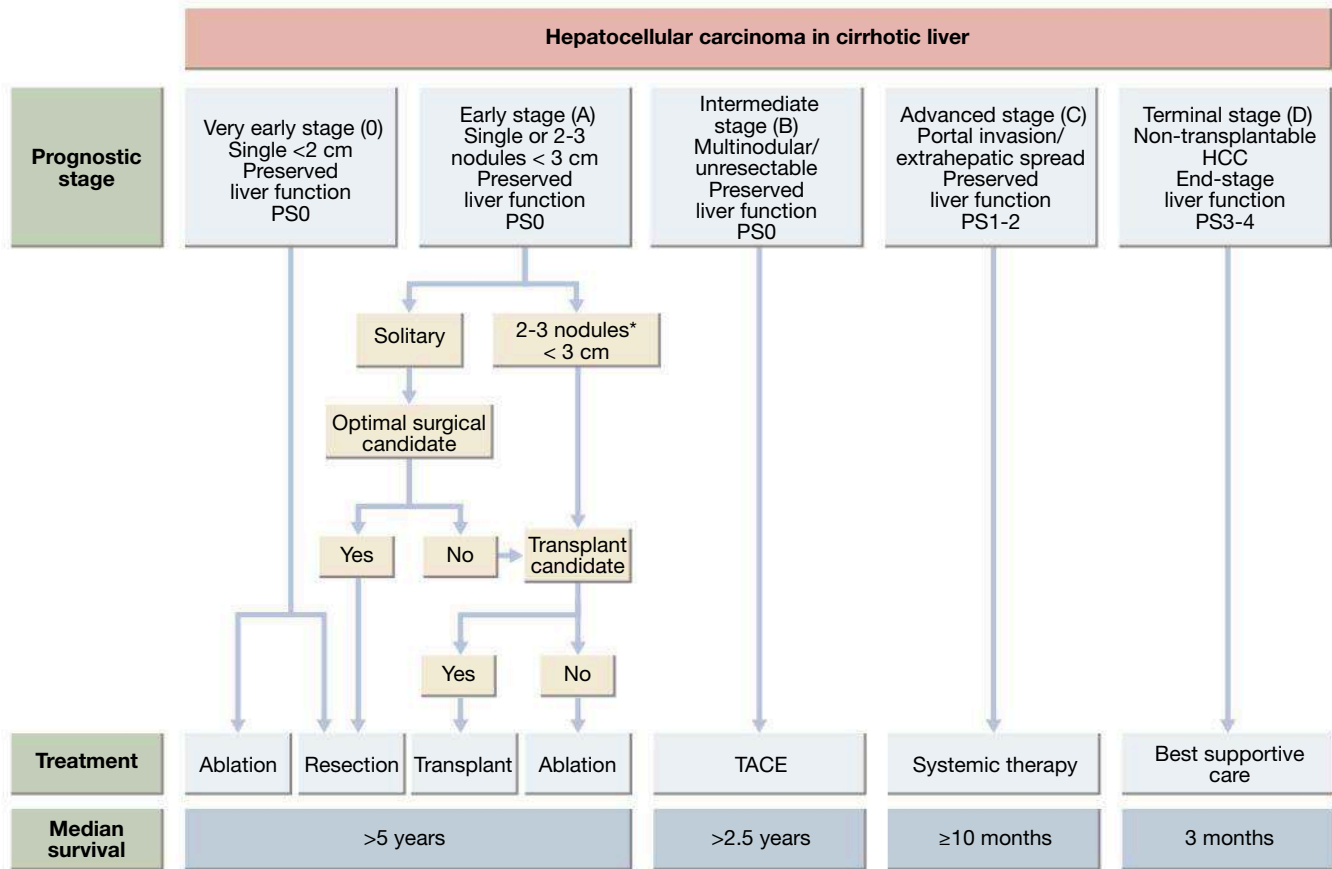 Hepatocellular carcinoma in cirrhotic liver
Prognostic
stage
Very early stage (0)
Single <2 cm
Preserved
liver function
PS0
Early stage (A)
Single or 2-3
nodules < 3 cm
Preserved
liver function
PS0
Intermediate
stage (B)
Multinodular/
unresectable
Preserved
liver function
PS0
Advanced stage (C)
Portal invasion/
extrahepatic spread
Preserved
liver function
PS1-2
Terminal stage (D)
Non-transplantable
HCC
End-stage
liver function
PS3-4
Solitary
2-3 nodules*
< 3 cm
Optimal surgical
candidate
Yes
No
Transplant
candidate
Yes
No
Treatment
Ablation
Resection
Transplant
Ablation
TACE
Systemic therapy
Best supportive
care
Median
survival
>5 years
>2.5 years
≥10 months
3 months